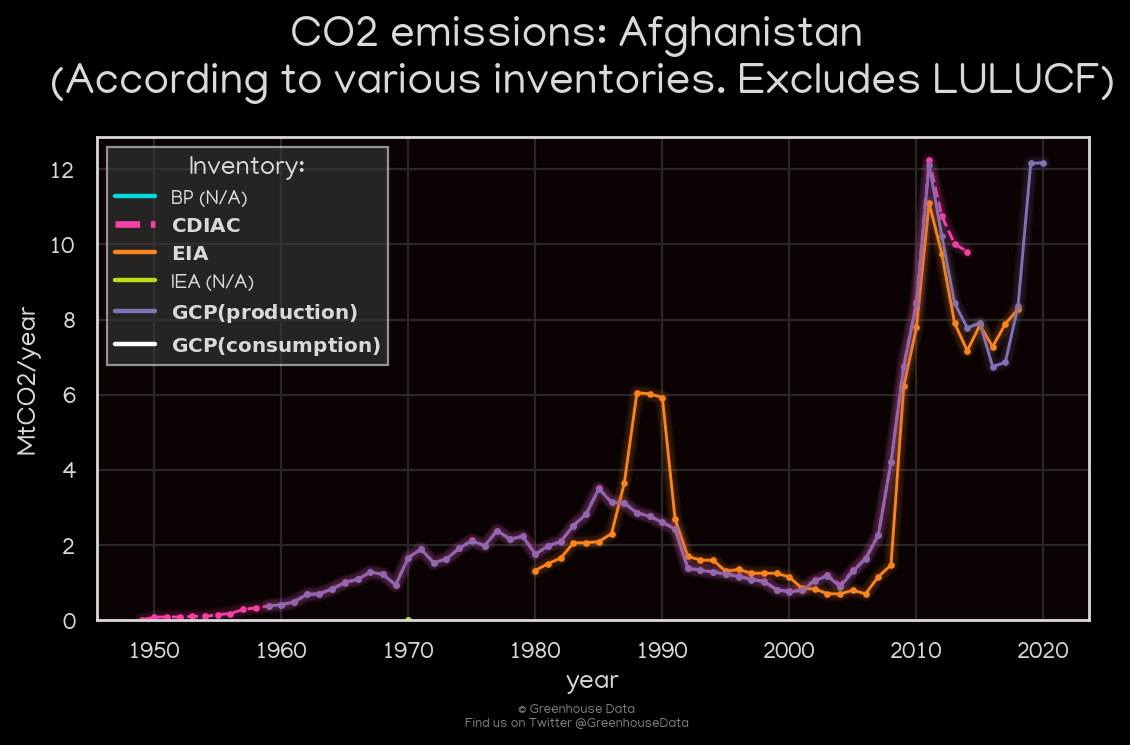 CO2 emissions: Afghanistan
(According to various inventories. Excludes LULUCF)
Inventory:
BP (N/A)
CDIAC
EIA
IEA (N/A)
GCP(production)
GCP(consumption)
MtCO2/year
12
10
8
6
4
2
0
1950 1960 1970 1980 1990 2000 2010 2020
year
© Greenhouse Data
Find us on Twitter @GreenhouseData